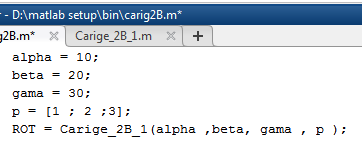 r - D:\matlab setup\bin\carig2B.m*
g2B.m* × Carige_2B_1.m × +
alpha = 10;
beta = 20;
gama = 30;
p = [1 ; 2 ;3];
ROT = Carige_2B_1(alpha ,beta, gama , p );